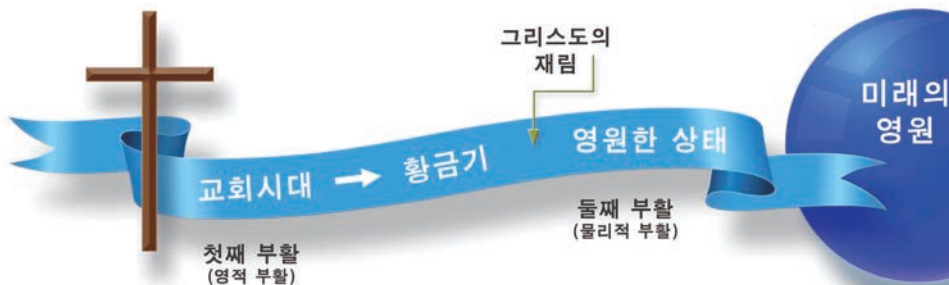 그리스도의
재림
교회시대 → 황금기
영원한 상태
미래의
영원
첫째 부활
(영적 부활)
둘째 부활
(물리적 부활)